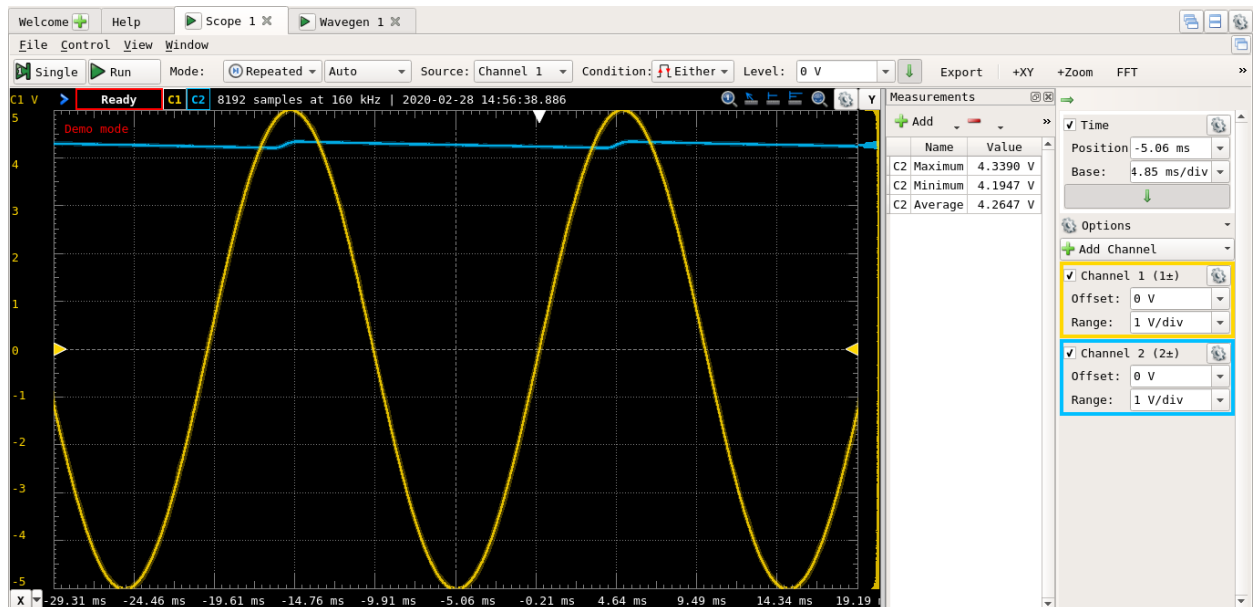 Welcome Help Scope 1 Wavegen 1
File Control View Window
Single Run Mode: Repeated Auto Source: Channel 1 Condition: Either Level: 0 V Export +XY +Zoom FFT »
C1 V Ready C1 C2 8192 samples at 160 kHz | 2020-02-28 14:56:38.886 Y
Demo mode
5
4
3
2
1
0
-1
-2
-3
-4
-5
X -29.31 ms -24.46 ms -19.61 ms -14.76 ms -9.91 ms -5.06 ms -0.21 ms 4.64 ms 9.49 ms 14.34 ms 19.19
Measurements
Add »
Name Value
C2 Maximum 4.3390 V
C2 Minimum 4.1947 V
C2 Average 4.2647 V
Time
Position -5.06 ms
Base: 4.85 ms/div
Options
Add Channel
Channel 1 (1±)
Offset: 0 V
Range: 1 V/div
Channel 2 (2±)
Offset: 0 V
Range: 1 V/div